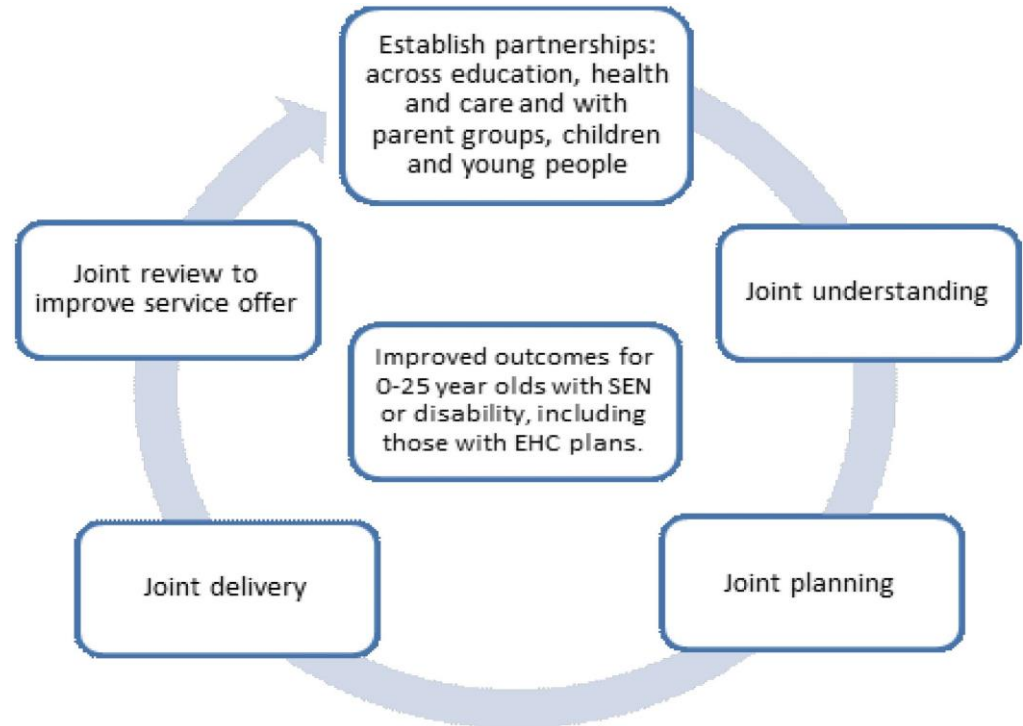 Establish partnerships:
across education, health
and care and with
parent groups, children
and young people
Joint understanding
Joint planning
Joint delivery
Joint review to
improve service offer
Improved outcomes for
0-25 year olds with SEN
or disability, including
those with EHC plans.